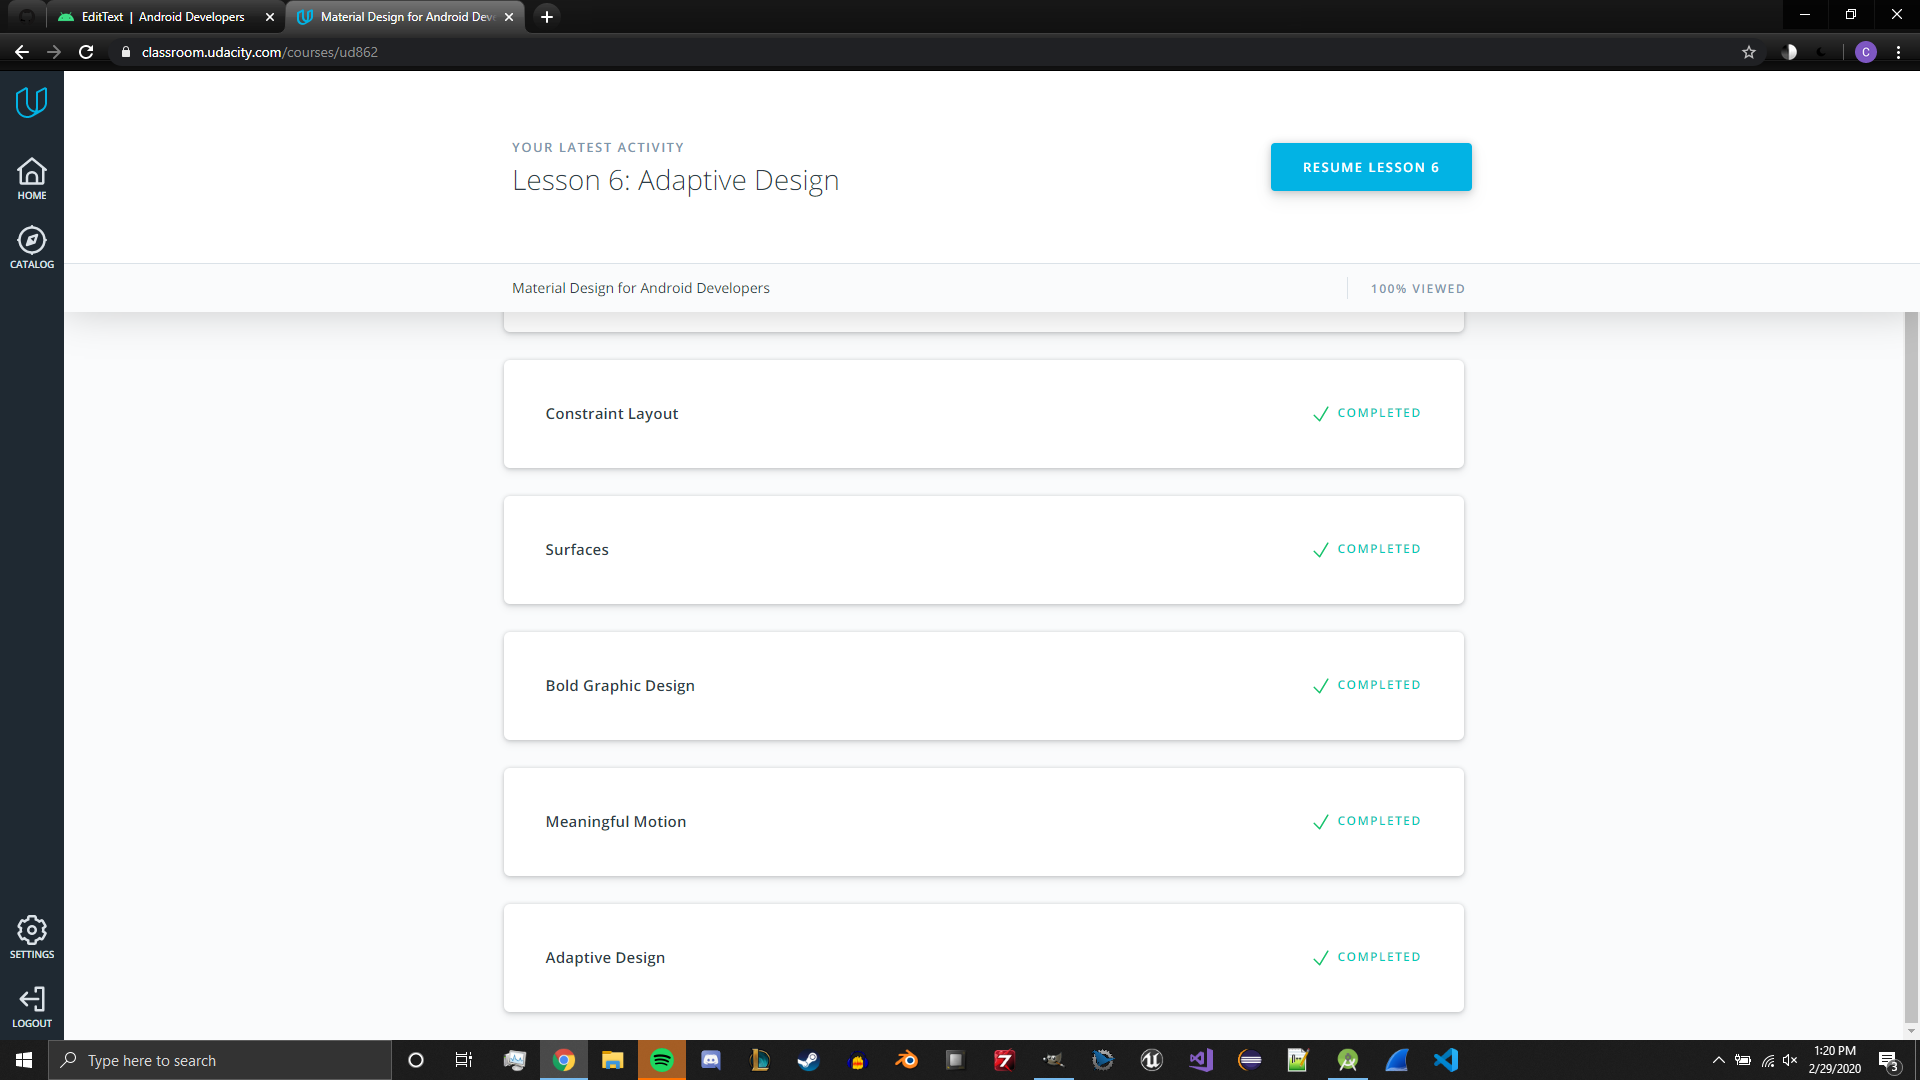 EditText | Android Developers
Material Design for Android Dev
classroom.udacity.com/courses/ud862
C
HOME
CATALOG
SETTINGS
LOGOUT
YOUR LATEST ACTIVITY
Lesson 6: Adaptive Design
RESUME LESSON 6
Material Design for Android Developers
100% VIEWED
Constraint Layout
COMPLETED
Surfaces
COMPLETED
Bold Graphic Design
COMPLETED
Meaningful Motion
COMPLETED
Adaptive Design
COMPLETED
Type here to search
1:20 PM
2/29/2020
3